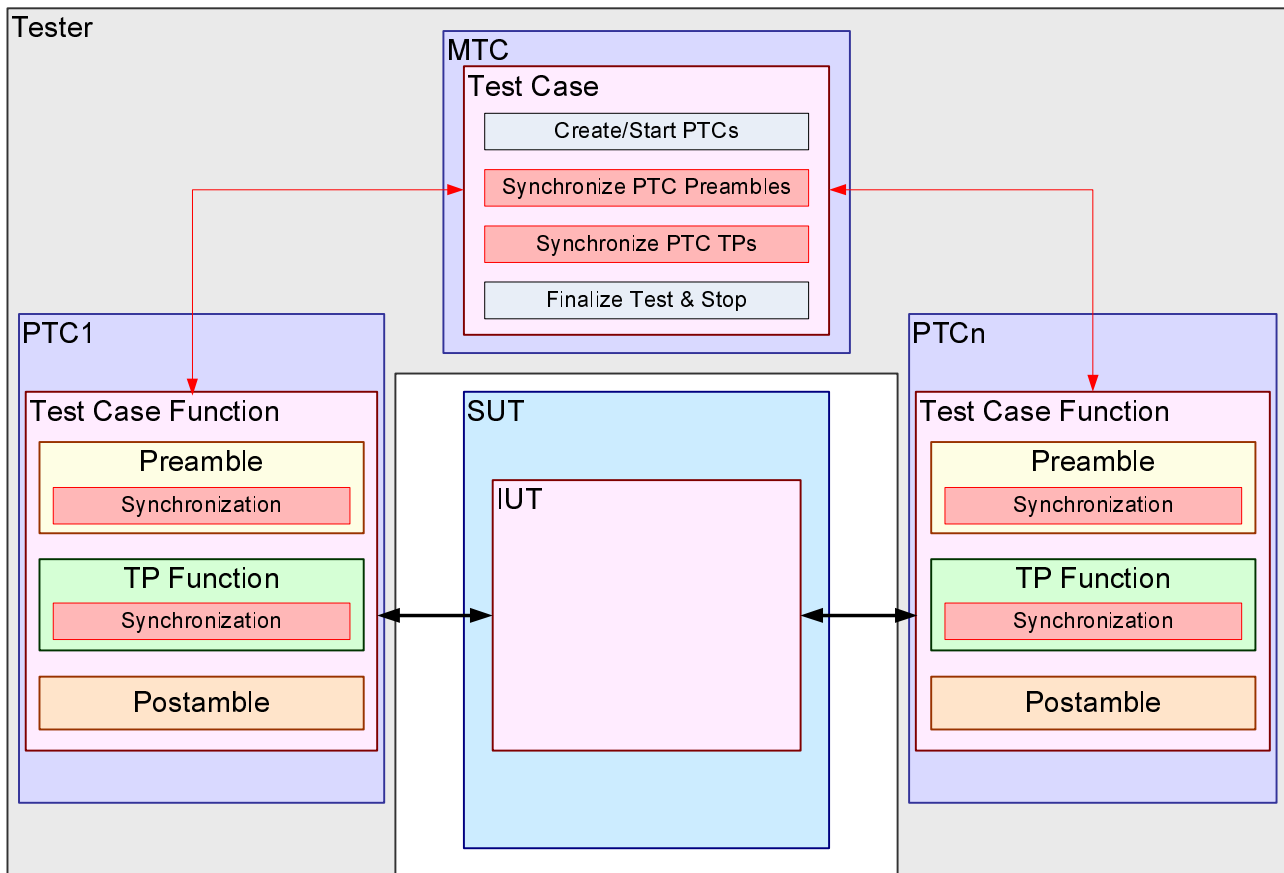 Tester
MTC
Test Case
Create/Start PTCs
Synchronize PTC Preambles
Synchronize PTC TPs
Finalize Test & Stop
PTC1
Test Case Function
Preamble
Synchronization
TP Function
Synchronization
Postamble
SUT
IUT
PTCn
Test Case Function
Preamble
Synchronization
TP Function
Synchronization
Postamble